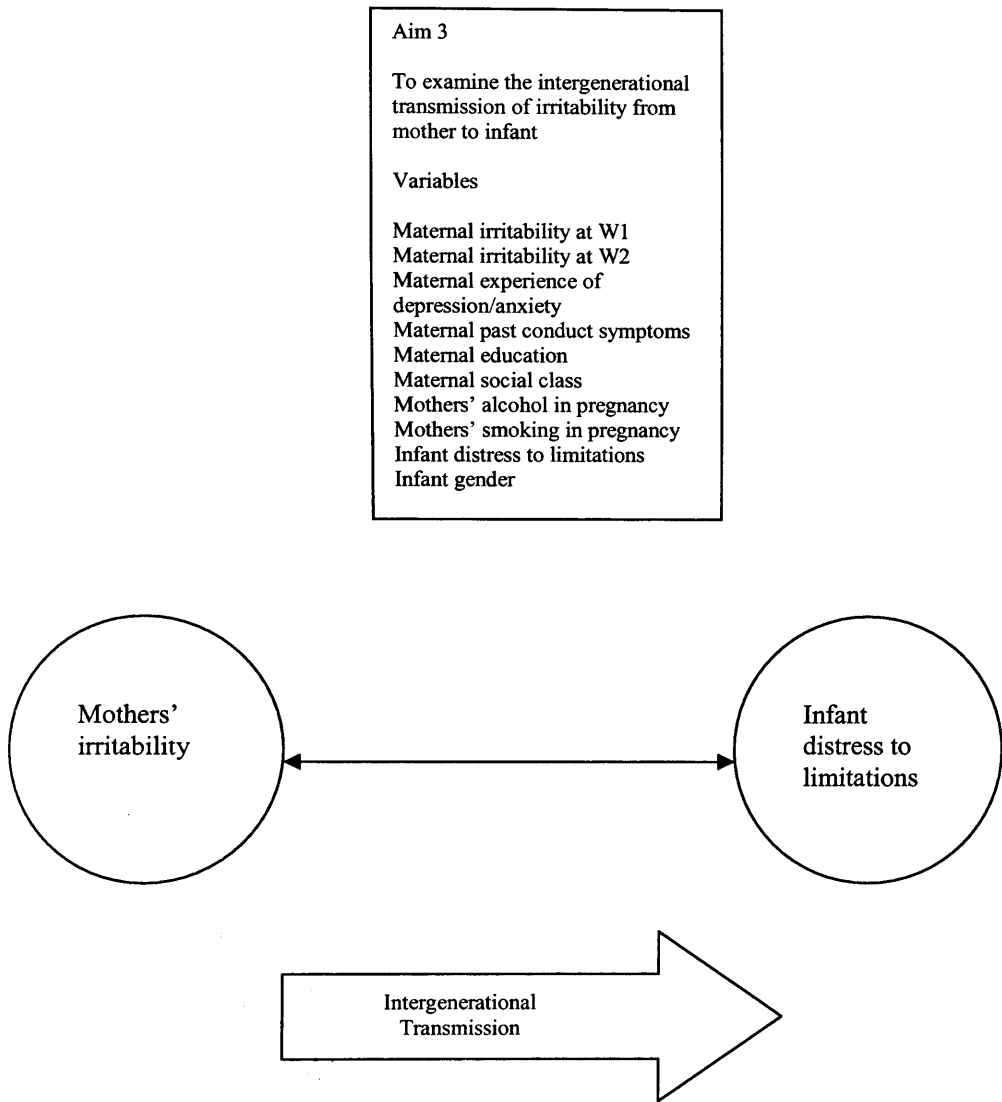 Aim 3
To examine the intergenerational
transmission of irritability from
mother to infant
Variables
Maternal irritability at W1
Maternal irritability at W2
Maternal experience of
depression/anxiety
Maternal past conduct symptoms
Maternal education
Maternal social class
Mothers' alcohol in pregnancy
Mothers' smoking in pregnancy
Infant distress to limitations
Infant gender
Mothers'
irritability
Infant
distress to
limitations
Intergenerational
Transmission